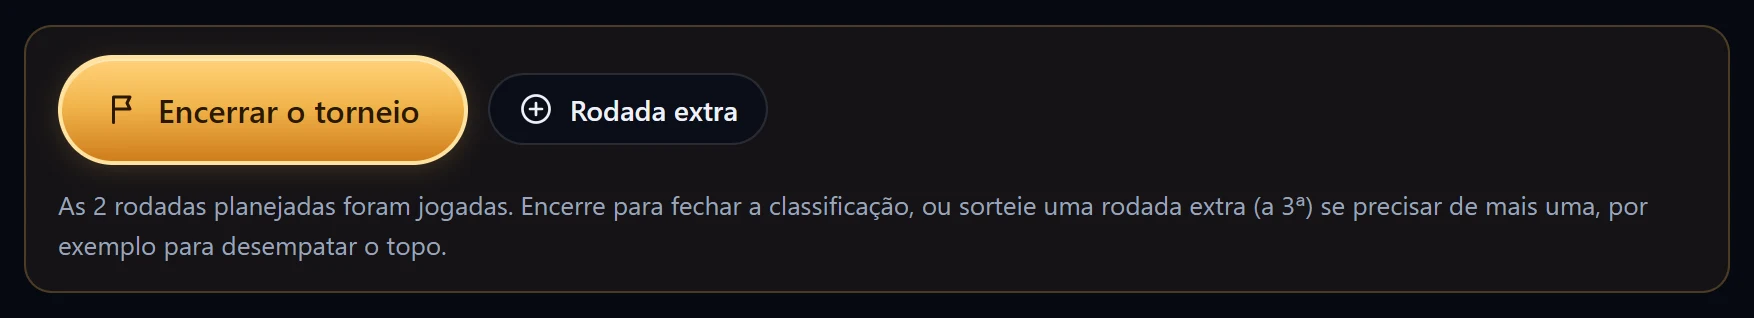 Encerrar o torneio
Rodada extra
As 2 rodadas planejadas foram jogadas. Encerre para fechar a classificação, ou sorteie uma rodada extra (a 3ª) se precisar de mais uma, por
exemplo para desempatar o topo.